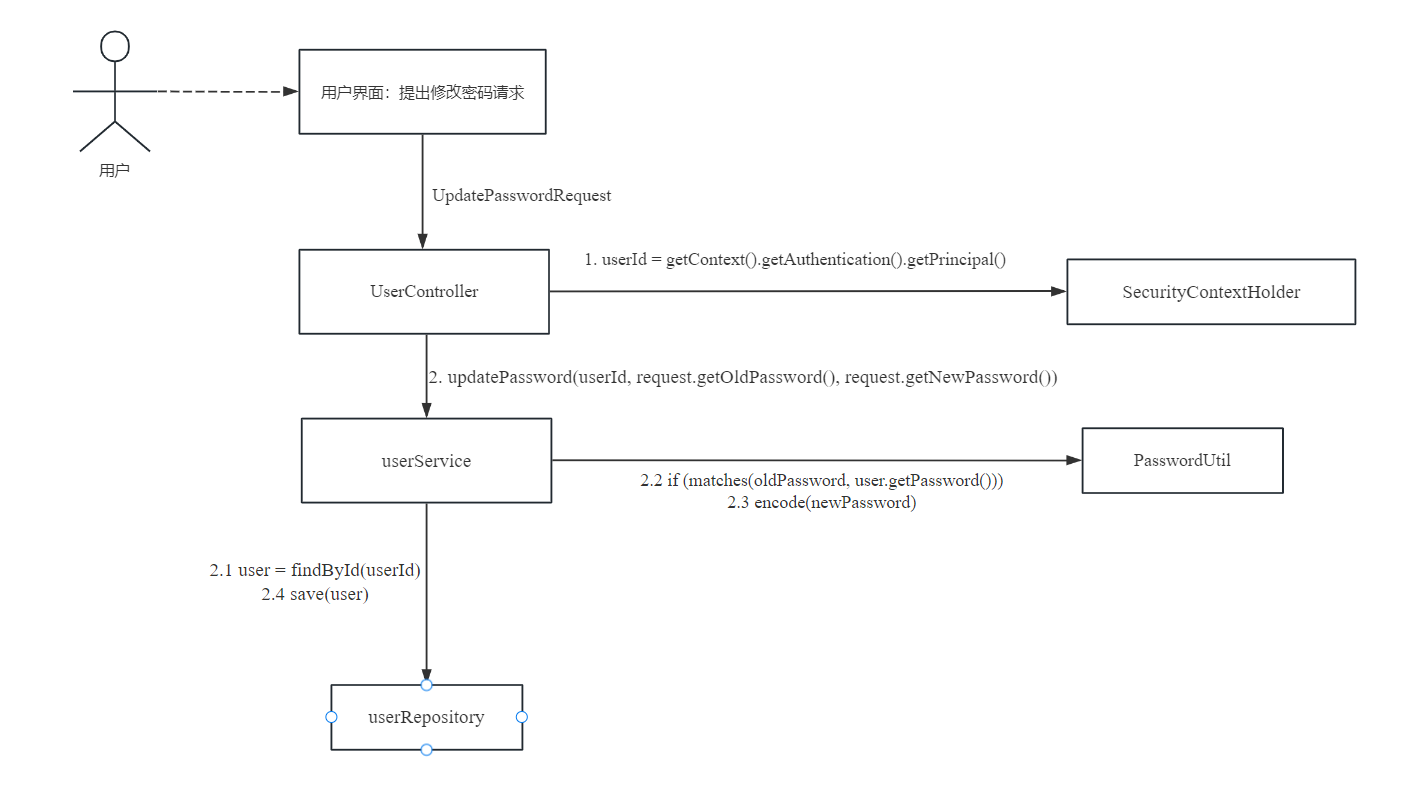 用户界面：提出修改密码请求
用户
UpdatePasswordRequest
1. userId = getContext().getAuthentication().getPrincipal()
UserController
SecurityContextHolder
2. updatePassword(userId, request.getOldPassword(), request.getNewPassword())
userService
PasswordUtil
2.2 if (matches(oldPassword, user.getPassword()))
2.3 encode(newPassword)
2.1 user = findById(userId)
2.4 save(user)
userRepository